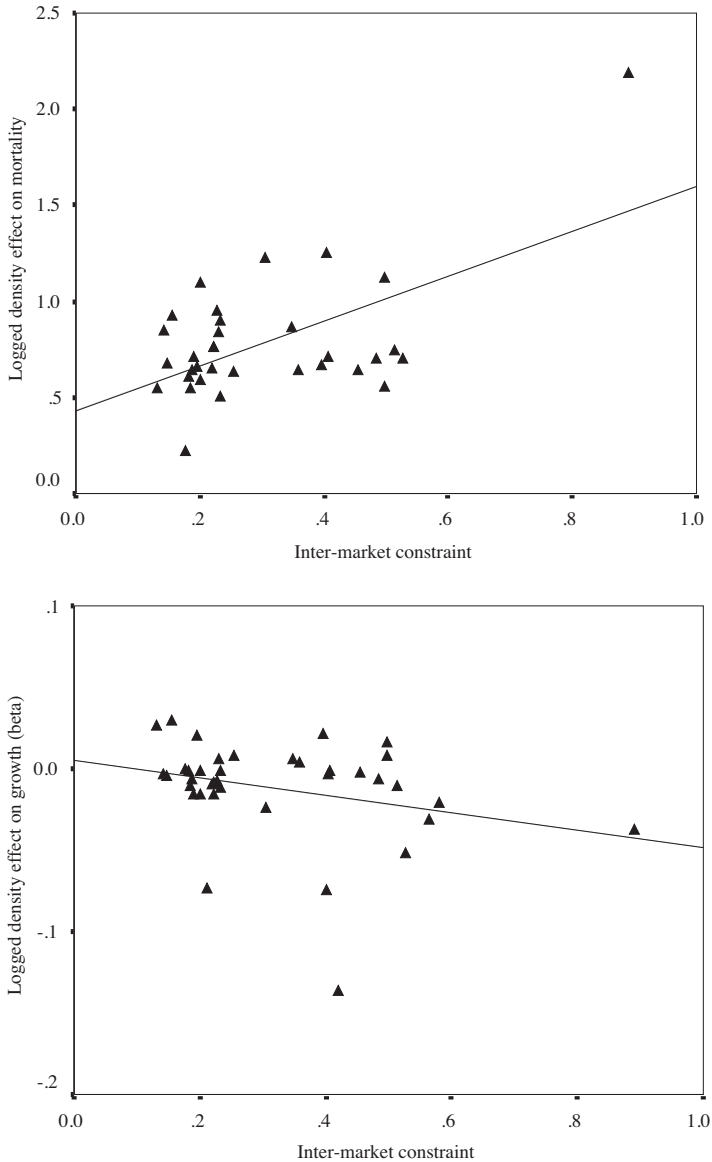 2.5
2.0
1.5
1.0
.5
0.0
Logged density effect on mortality
0.0 .2 .4 .6 .8 1.0
Inter-market constraint
.1
0.0
-.1
-.2
Logged density effect on growth (beta)
0.0 .2 .4 .6 .8 1.0
Inter-market constraint